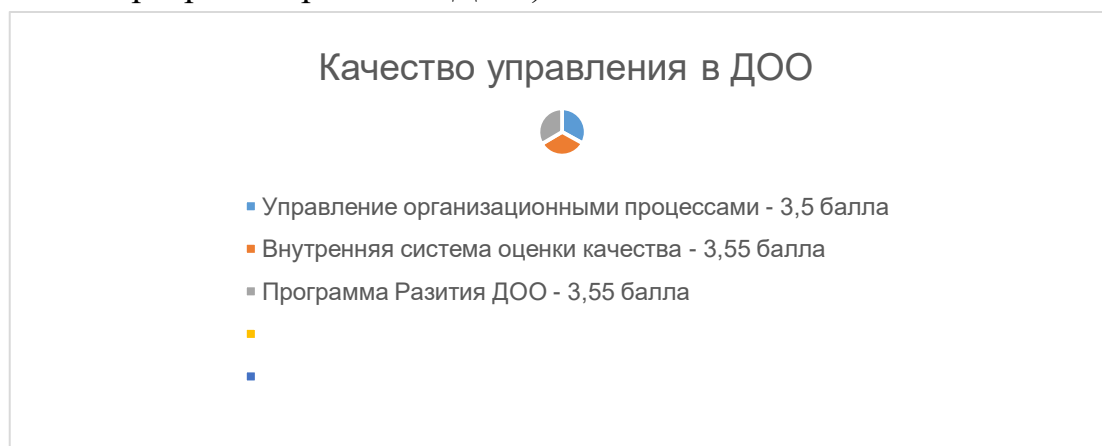 Качество управления в ДОО
Управление организационными процессами - 3,5 балла
Внутренняя система оценки качества - 3,55 балла
Программа Разития ДОО - 3,55 балла